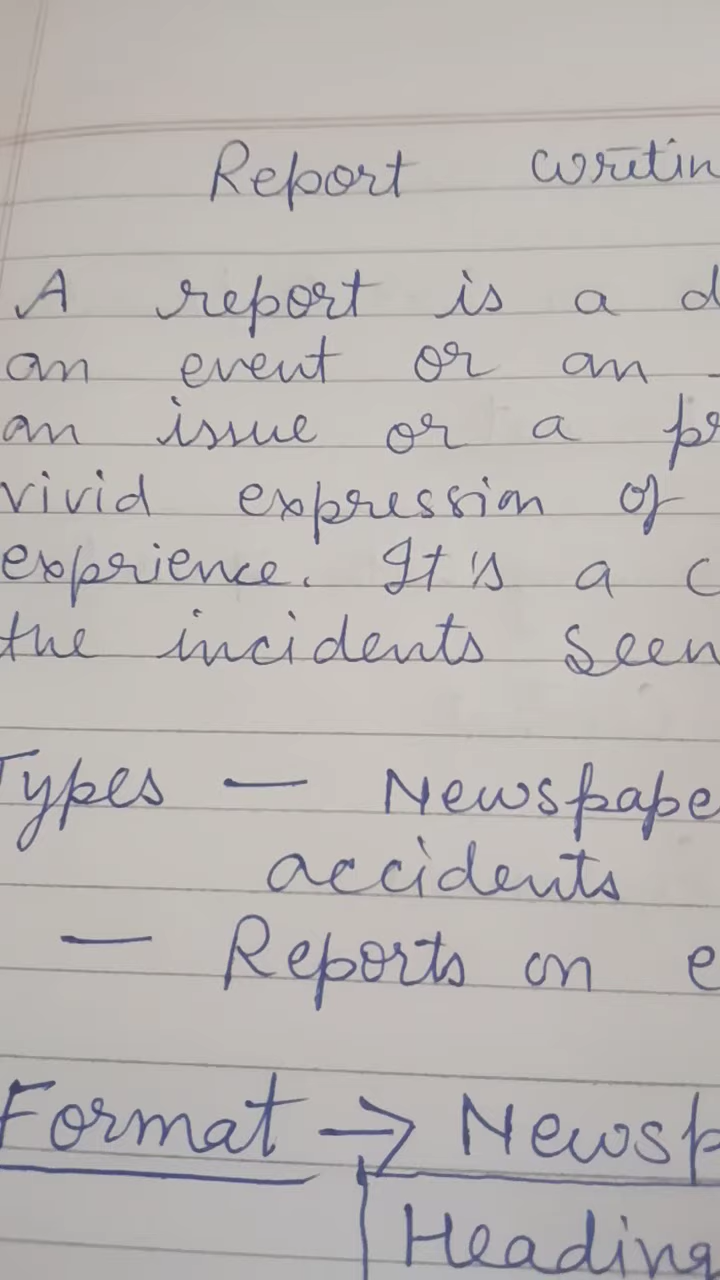 Report writin
A report is a d
an event or an
an issue or a pr
vivid expression of
exprience. It's a c
the incidents seen
Types — Newspape
accidents
— Reports on e
Format → Newsp
Heading